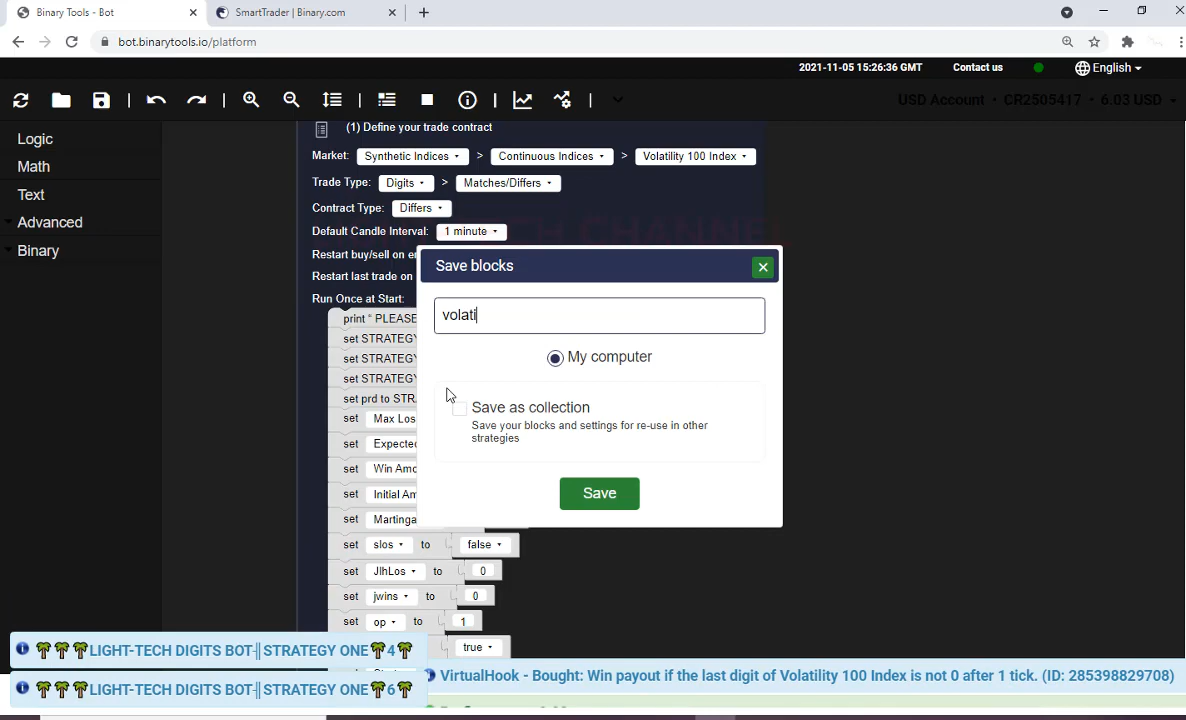 Binary Tools - Bot
SmartTrader | Binary.com
bot.binarytools.io/platform
2021-11-05 15:26:36 GMT
Contact us
English
USD Account • CR2505417 • 6:03 USD
Logic
Math
Text
Advanced
Binary
(1) Define your trade contract
Market: Synthetic Indices > Continuous Indices > Volatility 100 Index
Trade Type: Digits > Matches/Differs
Contract Type: Differs
Default Candle Interval: 1 minute
Restart buy/sell on er
Restart last trade on
Run Once at Start:
print “ PLEASE
set STRATEGY
set STRATEGY
set STRATEGY
set prd to STR
set Max Los
set Expected
set Win Amo
set Initial Am
set Martinga
set slos to false
set JlhLos to 0
set jwins to 0
set op to 1
true
Save blocks
volati
My computer
Save as collection
Save your blocks and settings for re-use in other
strategies
Save
🌴🌴🌴LIGHT-TECH DIGITS BOT╢STRATEGY ONE🌴4🌴
🌴🌴🌴LIGHT-TECH DIGITS BOT╢STRATEGY ONE🌴6🌴
VirtualHook - Bought: Win payout if the last digit of Volatility 100 Index is not 0 after 1 tick. (ID: 285398829708)